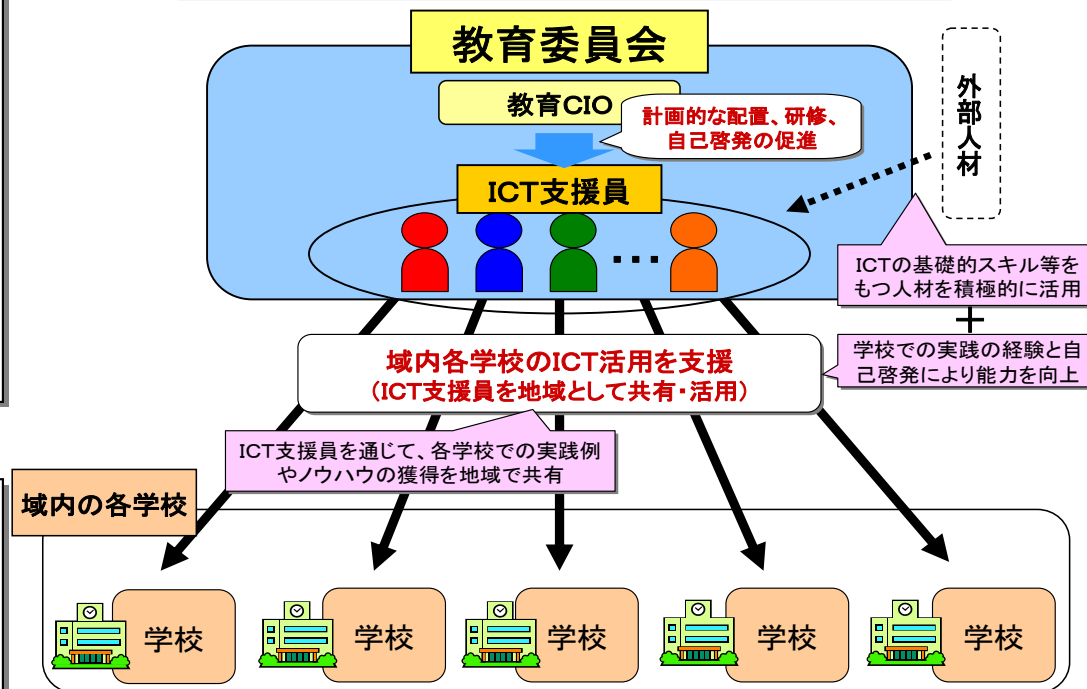 教育委員会
教育CIO
計画的な配置、研修、
自己啓発の促進
外部人材
ICT支援員
…
ICTの基礎的スキル等を
もつ人材を積極的に活用
＋
学校での実践の経験と自
己啓発により能力を向上
域内各学校のICT活用を支援
(ICT支援員を地域として共有・活用)
ICT支援員を通じて、各学校での実践例
やノウハウの獲得を地域で共有
域内の各学校
学校
学校
学校
学校
学校